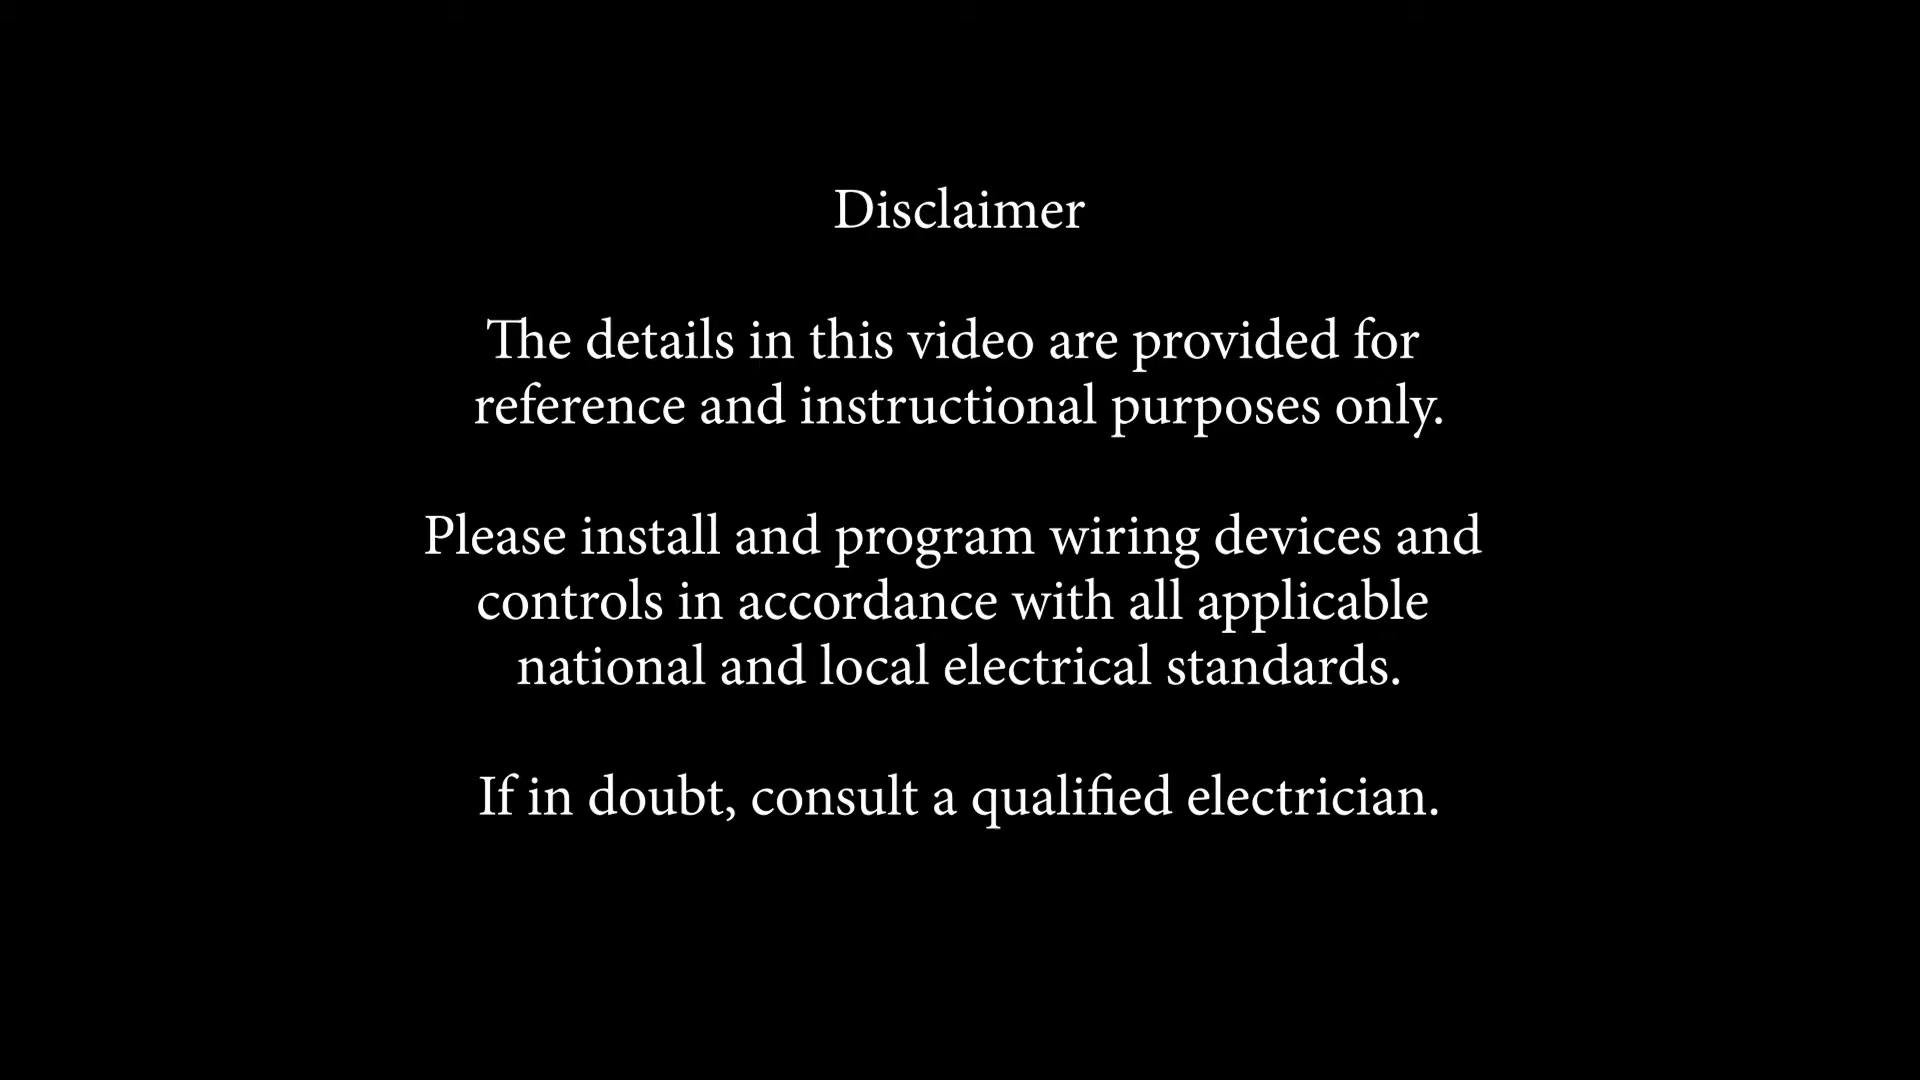 Disclaimer
The details in this video are provided for
reference and instructional purposes only.
Please install and program wiring devices and
controls in accordance with all applicable
national and local electrical standards.
If in doubt, consult a qualified electrician.